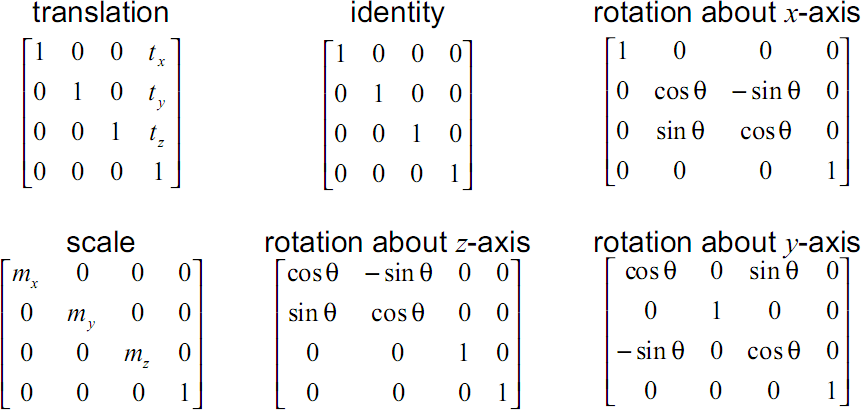 translation
1 0 0 tx
0 1 0 ty
0 0 1 tz
0 0 0 1
identity
1 0 0 0
0 1 0 0
0 0 1 0
0 0 0 1
rotation about x-axis
1 0 0 0
0 cos θ − sin θ 0
0 sin θ cos θ 0
0 0 0 1
scale
mx 0 0 0
0 my 0 0
0 0 mz 0
0 0 0 1
rotation about z-axis
cos θ − sin θ 0 0
sin θ cos θ 0 0
0 0 1 0
0 0 0 1
rotation about y-axis
cos θ 0 sin θ 0
0 1 0 0
− sin θ 0 cos θ 0
0 0 0 1